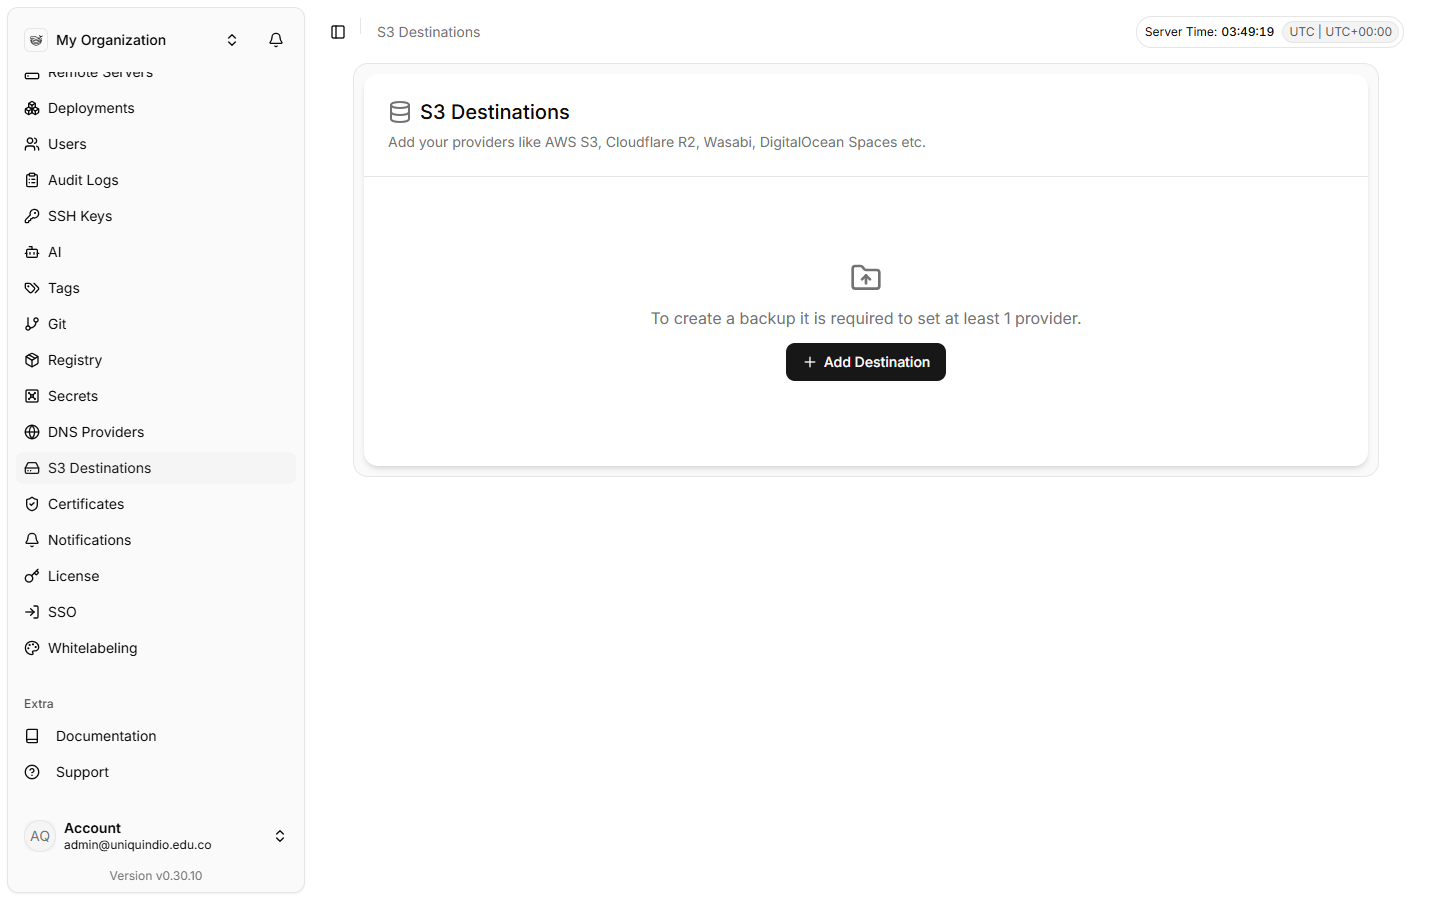 My Organization
Remote Servers
Deployments
Users
Audit Logs
SSH Keys
AI
Tags
Git
Registry
Secrets
DNS Providers
S3 Destinations
Certificates
Notifications
License
SSO
Whitelabeling
Extra
Documentation
Support
AQ
Account
admin@uniquindio.edu.co
Version v0.30.10
S3 Destinations
Server Time: 03:49:19 UTC | UTC+00:00
S3 Destinations
Add your providers like AWS S3, Cloudflare R2, Wasabi, DigitalOcean Spaces etc.
To create a backup it is required to set at least 1 provider.
Add Destination